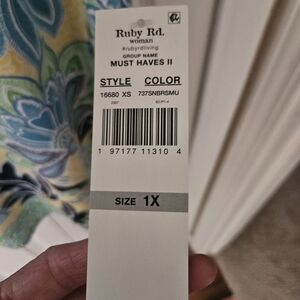 Ruby Rd.
woman
#rubyrdliving
GROUP NAME
MUST HAVES II
STYLE COLOR
16680 XS 737SNBRSMU
1 97177 11310 4
SIZE 1X